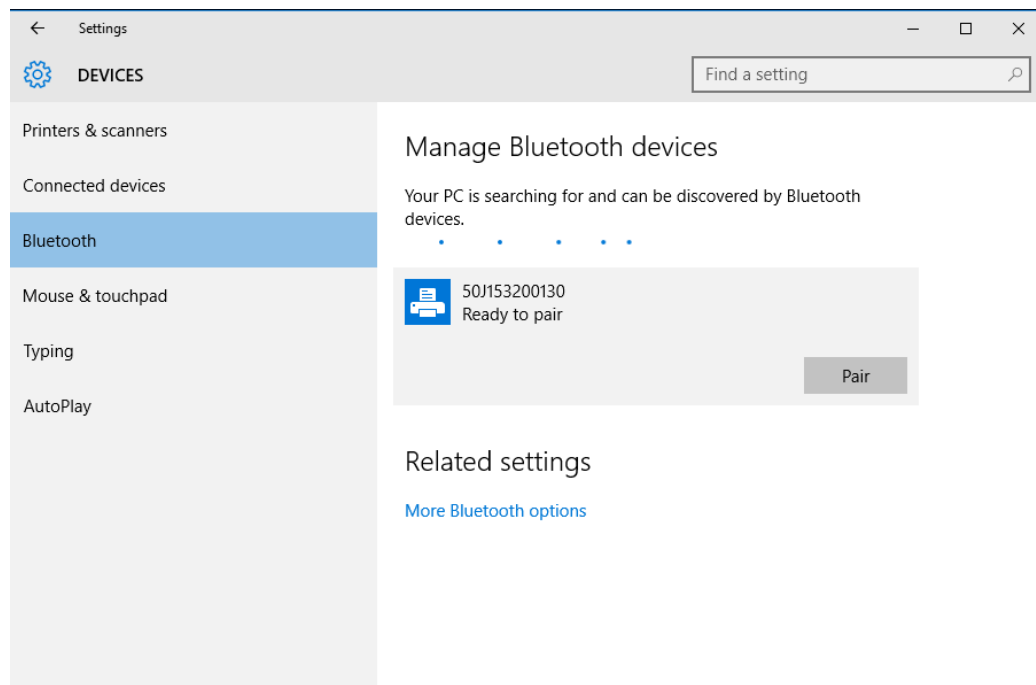 Settings
DEVICES
Find a setting
Printers & scanners
Connected devices
Bluetooth
Mouse & touchpad
Typing
AutoPlay
Manage Bluetooth devices
Your PC is searching for and can be discovered by Bluetooth
devices.
50J153200130
Ready to pair
Pair
Related settings
More Bluetooth options